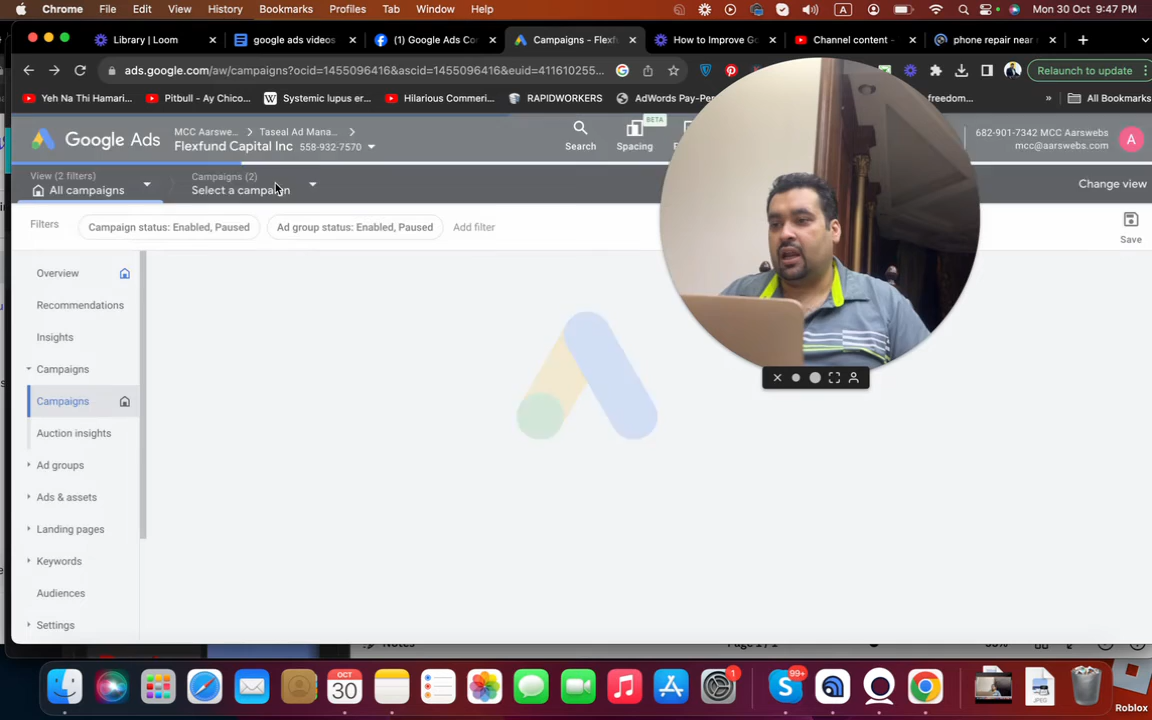 Chrome File Edit View History Bookmarks Profiles Tab Window Help A Mon 30 Oct 9:47 PM
Library | Loom google ads videos (1) Google Ads Co Campaigns - Flexfu How to Improve Go Channel content - phone repair near
ads.google.com/aw/campaigns?ocid=1455096416&ascid=1455096416&euid=411610255... Relaunch to update
Yeh Na Thi Hamari... Pitbull - Ay Chico... Systemic lupus er... Hilarious Commeri... RAPIDWORKERS AdWords Pay-Per freedom... » All Bookmarks
Google Ads
MCC Aarswe... Taseal Ad Mana...
Flexfund Capital Inc 558-932-7570
Search
BETA
Spacing
682-901-7342 MCC Aarswebs
mcc@aarswebs.com
A
View (2 filters)
All campaigns
Campaigns (2)
Select a campaign
Change view
Filters
Campaign status: Enabled, Paused
Ad group status: Enabled, Paused
Add filter
Save
Overview
Recommendations
Insights
Campaigns
Campaigns
Auction insights
Ad groups
Ads & assets
Landing pages
Keywords
Audiences
Settings
OCT
30
99+
1
JPEG
Roblox